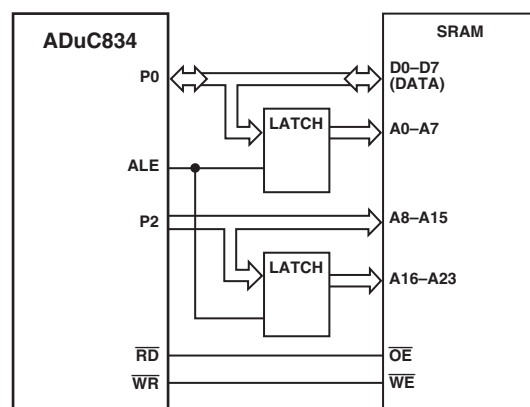 ADuC834
SRAM
P0
D0–D7
(DATA)
LATCH
A0–A7
ALE
P2
A8–A15
LATCH
A16–A23
RD
OE
WR
WE